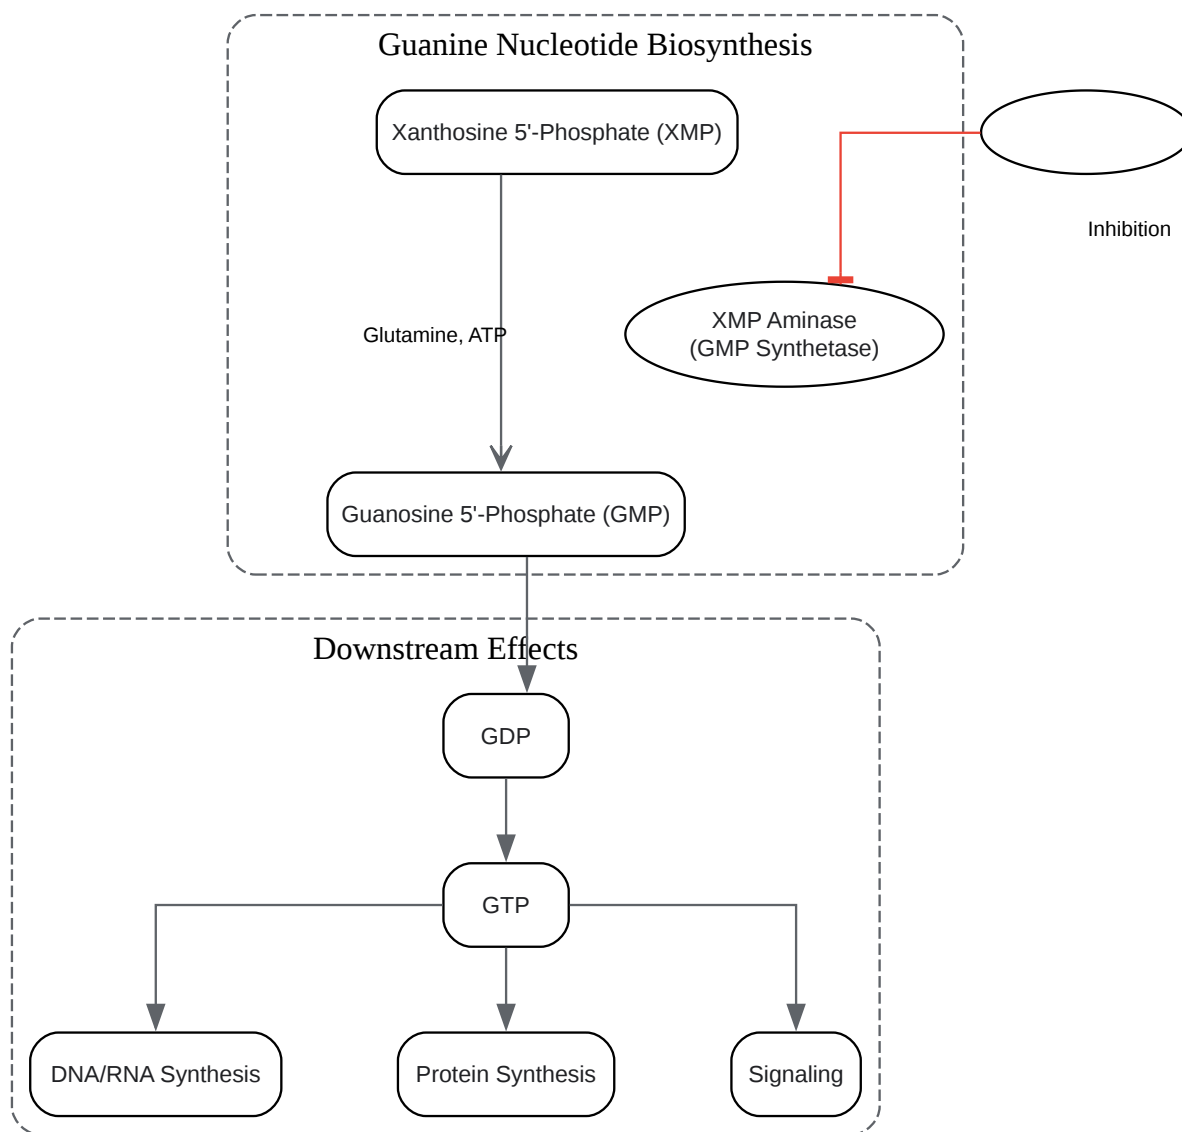 Guanine Nucleotide Biosynthesis
Xanthosine 5'-Phosphate (XMP)
Inhibition
XMP Aminase
(GMP Synthetase)
Glutamine, ATP
Guanosine 5'-Phosphate (GMP)
Downstream Effects
GDP
GTP
DNA/RNA Synthesis
Protein Synthesis
Signaling